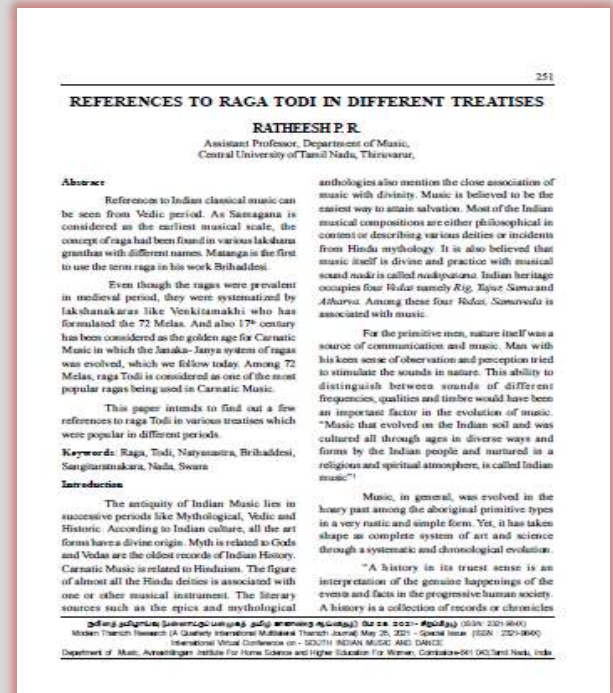 251
REFERENCES TO RAGA TODI IN DIFFERENT TREATISES
RATHEESH P. R.
Assistant Professor, Department of Music,
Central University of Tamil Nadu, Thiruvarur,
Abstract
References to Indian classical music can
be seen from Vedic period. As Samagana is
considered as the earliest musical scale, the
concept of raga had been found in various lakshana
granthas with different names. Matanga is the first
to use the term raga in his work Brihaddesi.
Even though the ragas were prevalent
in medieval period, they were systematized by
lakshanakaras like Venkitamakhi who has
formulated the 72 Melas. And also 17th century
has been considered as the golden age for Carnatic
Music in which the Janaka- Janya system of ragas
was evolved, which we follow today. Among 72
Melas, raga Todi is considered as one of the most
popular ragas being used in Carnatic Music.
This paper intends to find out a few
references to raga Todi in various treatises which
were popular in different periods.
Keywords: Raga, Todi, Natyasastra, Brihaddesi,
Sangitaratnakara, Nada, Swara
Introduction
The antiquity of Indian Music lies in
successive periods like Mythological, Vedic and
Historic. According to Indian culture, all the art
forms have a divine origin. Myth is related to Gods
and Vedas are the oldest records of Indian History.
Carnatic Music is related to Hinduism. The figure
of almost all the Hindu deities is associated with
one or other musical instrument. The literary
sources such as the epics and mythological
anthologies also mention the close association of
music with divinity. Music is believed to be the
easiest way to attain salvation. Most of the Indian
musical compositions are either philosophical in
content or describing various deities or incidents
from Hindu mythology. It is also believed that
music itself is divine and practice with musical
sound nada is called nadopasana. Indian heritage
occupies four Vedas namely Rig, Yajur, Sama and
Atharva. Among these four Vedas, Samaveda is
associated with music.
For the primitive men, nature itself was a
source of communication and music. Man with
his keen sense of observation and perception tried
to stimulate the sounds in nature. This ability to
distinguish between sounds of different
frequencies, qualities and timbre would have been
an important factor in the evolution of music.
"Music that evolved on the Indian soil and was
cultured all through ages in diverse ways and
forms by the Indian people and nurtured in a
religious and spiritual atmosphere, is called Indian
music"1
Music, in general, was evolved in the
hoary past among the aboriginal primitive types
in a very rustic and simple form. Yet, it has taken
shape as complete system of art and science
through a systematic and chronological evolution.
"A history in its truest sense is an
interpretation of the genuine happenings of the
events and facts in the progressive human society.
A history is a collection of records or chronicles
நவீனத் தமிழாய்வு (பன்னாட்டுப் பன்முகத் தமிழ் காலாண்டு ஆய்விதழ்) மே 28, 2021- சிறப்பிதழ் (ISSN: 2321-984X)
Modern Thamizh Research (A Quarterly International Multilateral Thamizh Journal) May 28, 2021 - Special Issue (ISSN : 2321-984X)
International Virtual Conference on - SOUTH INDIAN MUSIC AND DANCE
Department of Music, Avinashilingam Institute For Home Science and Higher Education For Women, Coimbatore-641 043,Tamil Nadu, India.